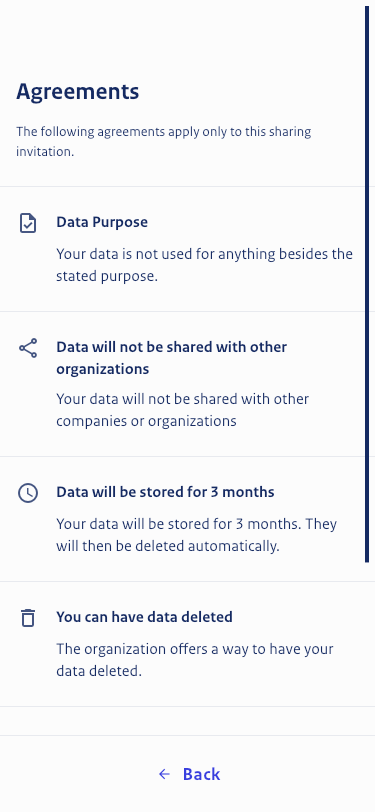 Agreements
The following agreements apply only to this sharing
invitation.
Data Purpose
Your data is not used for anything besides the
stated purpose.
Data will not be shared with other
organizations
Your data will not be shared with other
companies or organizations
Data will be stored for 3 months
Your data will be stored for 3 months. They
will then be deleted automatically.
You can have data deleted
The organization offers a way to have your
data deleted.
Back